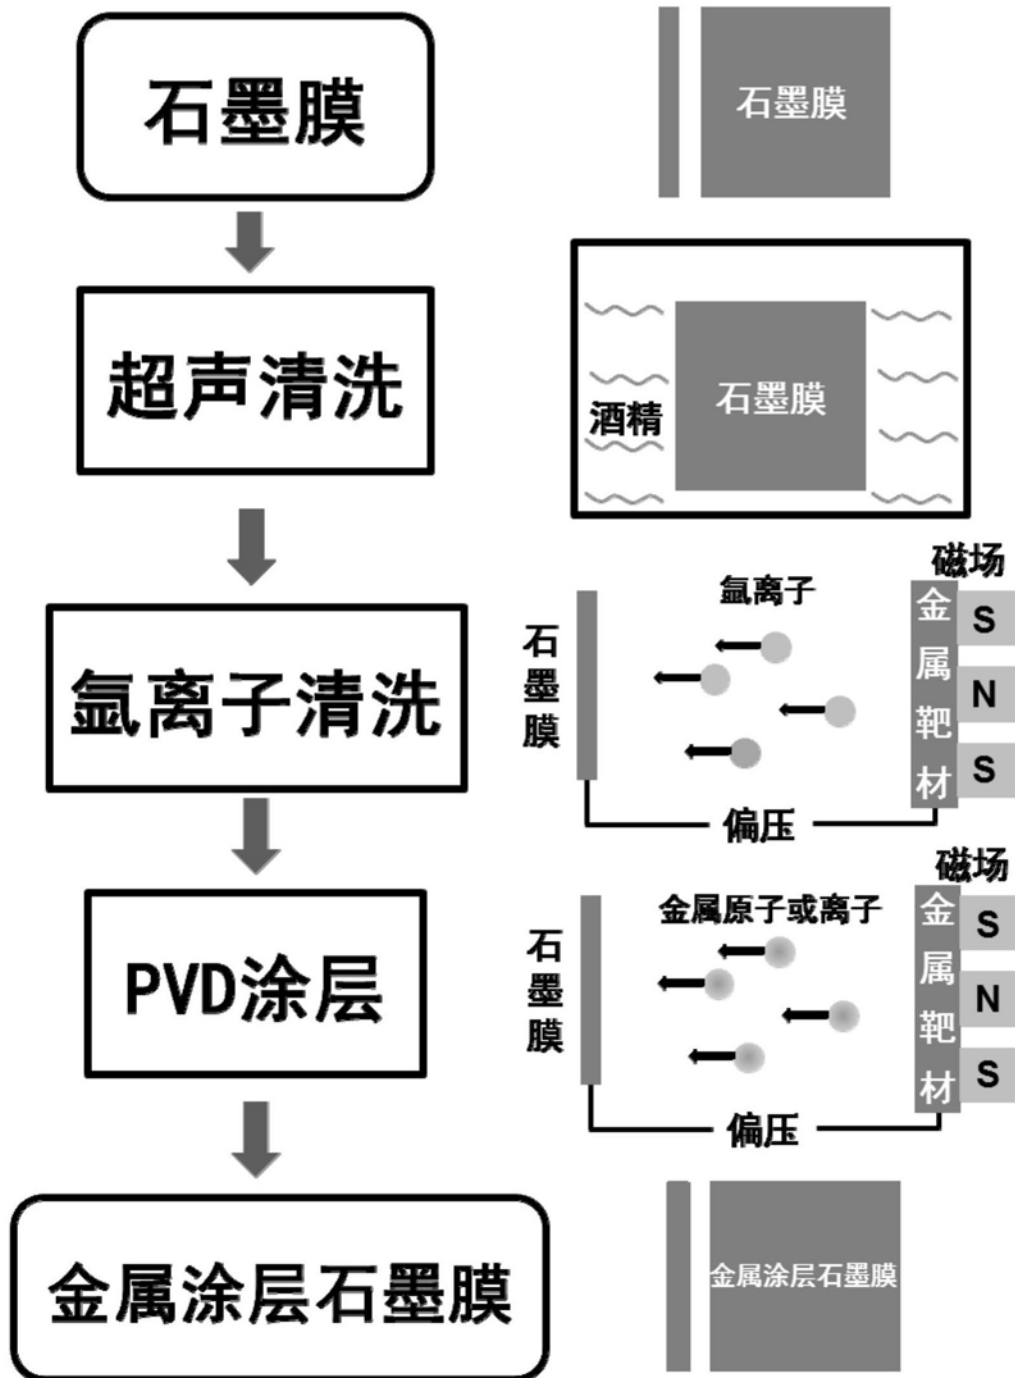 石墨膜
石墨膜
超声清洗
酒精
石墨膜
氩离子清洗
石墨膜
氩离子
磁场
金属靶材
S
N
S
偏压
PVD涂层
石墨膜
金属原子或离子
磁场
金属靶材
S
N
S
偏压
金属涂层石墨膜
金属涂层石墨膜